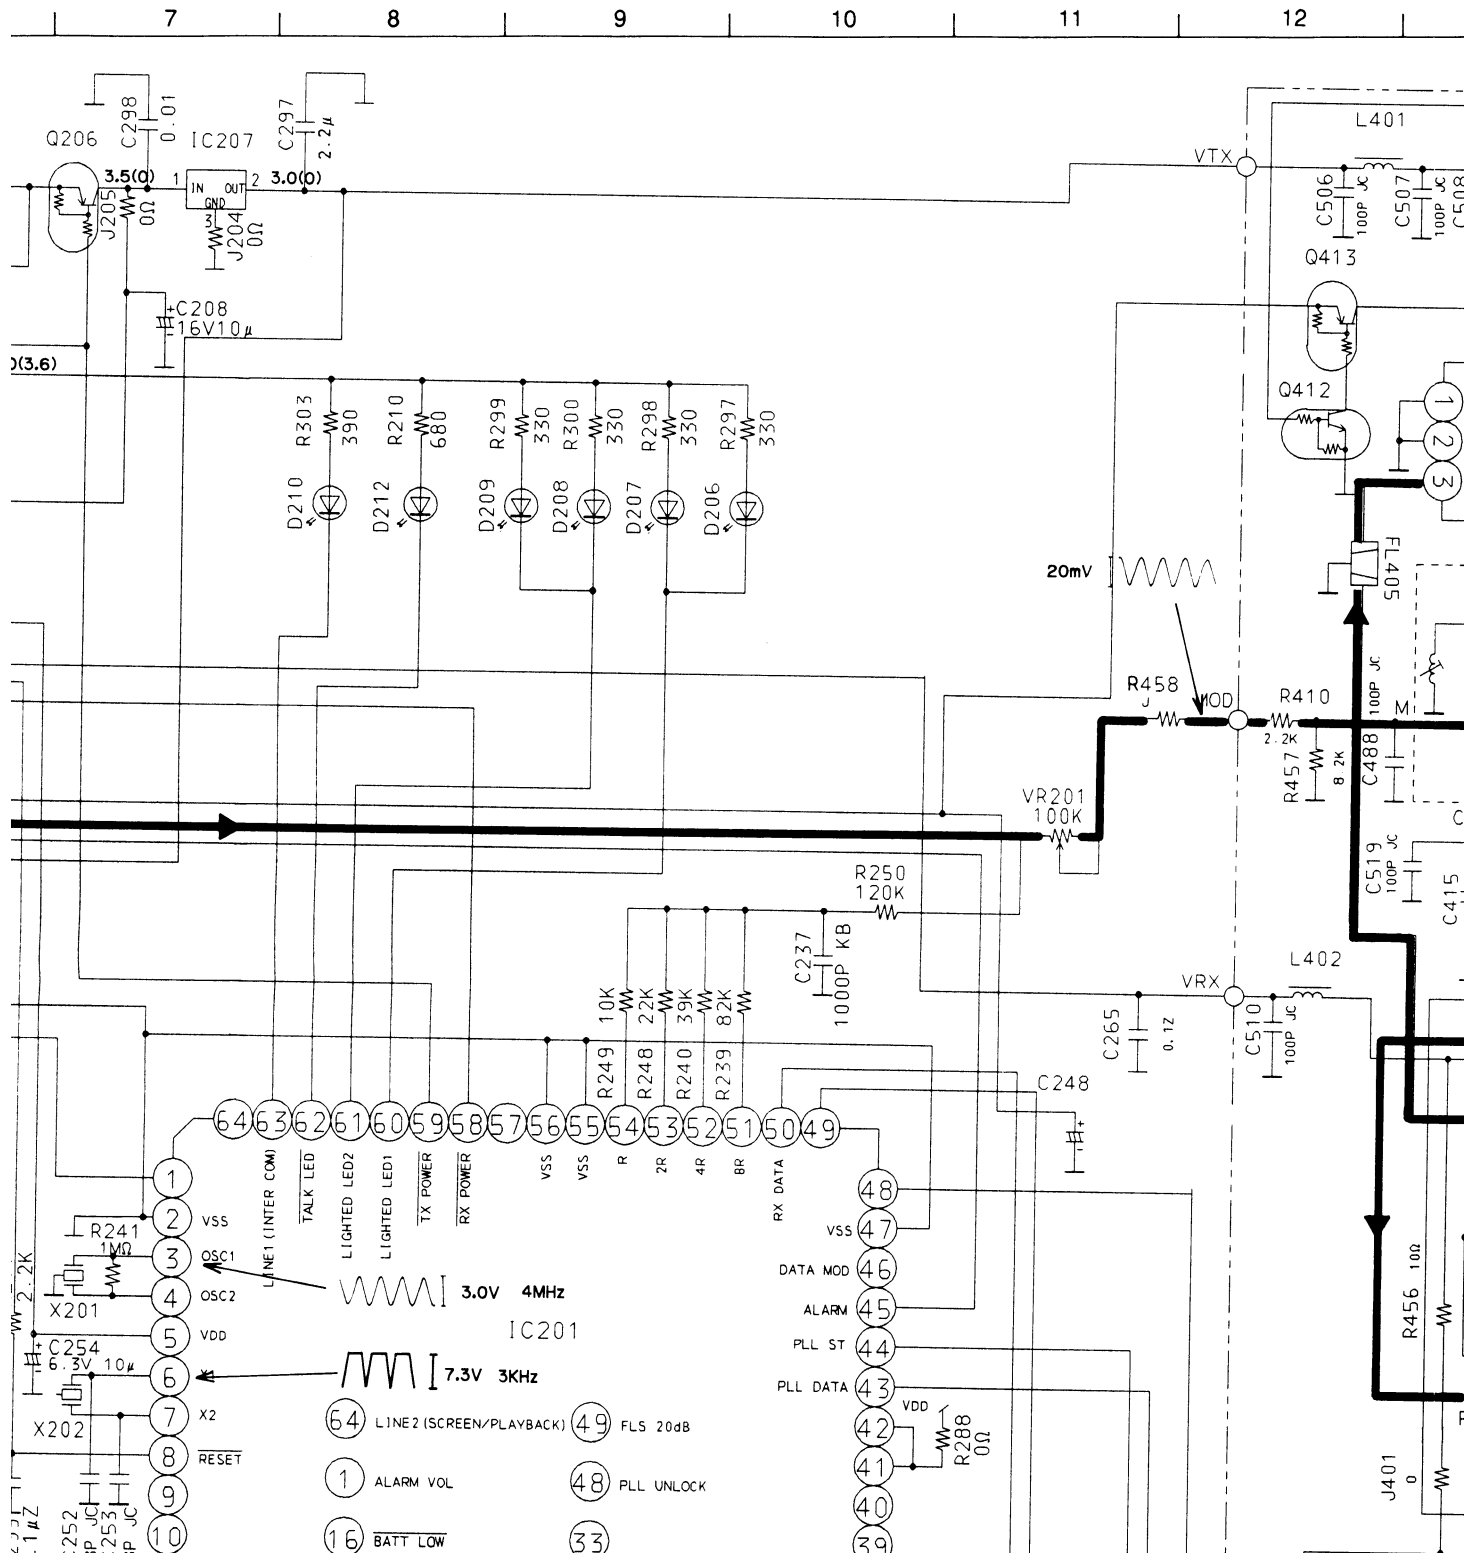 7 8 9 10 11 12
C298
0.01
Q206
IC207
C297
2.2μ
L401
VTX
3.5(0)
1 IN OUT 2
GND
3
3.0(0)
J205
0Ω
J204
0Ω
C506
100P JC
C507
100P JC
C508
Q413
+C208
-16V10μ
0(3.6)
Q412
1
2
3
R303
390
R210
680
R299
330
R300
330
R298
330
R297
330
D210
D212
D209
D208
D207
D206
FL405
20mV
R458
J
MOD
R410
2.2K
R457
8.2K
C488
100P JC
M
VR201
100K
C519
100P JC
C415
R250
120K
C237
1000P KB
L402
VRX
C265
0.1Z
C510
100P JC
10K
22K
39K
82K
R249
R248
R240
R239
C248
64 63 62 61 60 59 58 57 56 55 54 53 52 51 50 49
LINE1 (INTER COM)
TALK LED
LIGHTED LED2
LIGHTED LED1
TX POWER
RX POWER
VSS
VSS
R
2R
4R
8R
RX DATA
1
2 VSS
R241
1MΩ
3 OSC1
4 OSC2
X201
2.2K
5 VDD
C254
6.3V 10μ
6
7 X2
X202
8 RESET
9
10
3.0V 4MHz
IC201
7.3V 3KHz
48
VSS 47
DATA MOD 46
ALARM 45
PLL ST 44
PLL DATA 43
VDD
42
41
40
39
R288
0Ω
64 LINE2 (SCREEN/PLAYBACK)
49 FLS 20dB
1 ALARM VOL
48 PLL UNLOCK
16 BATT LOW
33
R456 10Ω
J401
0